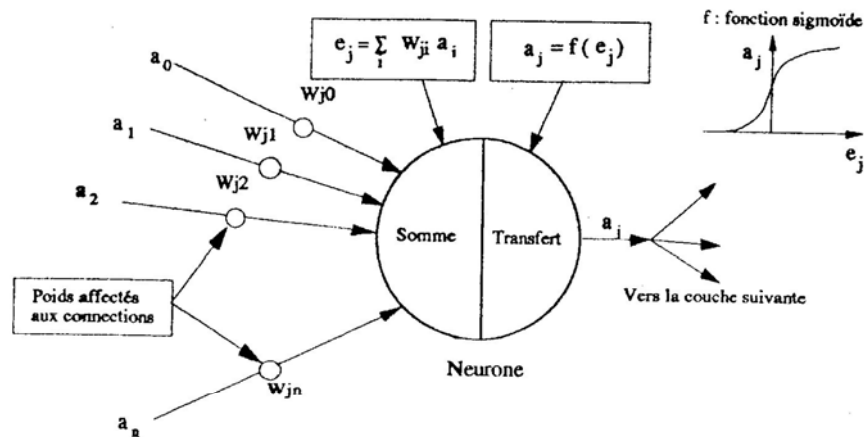 f : fonction sigmoïde
a_j
e_j
e_j = Σ_i W_ji a_i
a_j = f ( e_j )
a_0
Wj0
a_1
Wj1
a_2
Wj2
Somme
Transfert
a_j
Poids affectés
aux connections
Vers la couche suivante
Neurone
Wjn
a_n